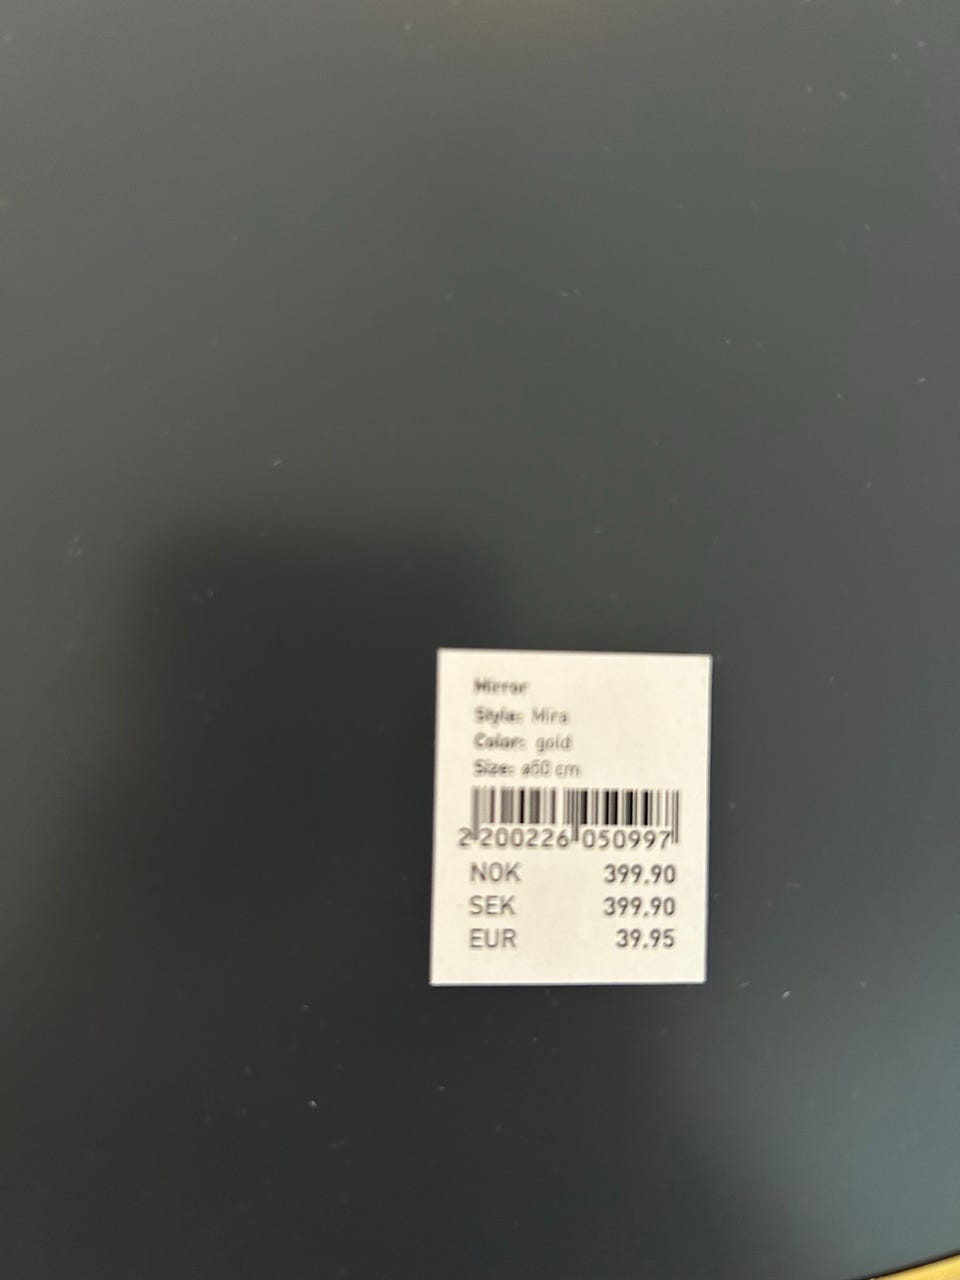 Mirror
Style: Mira
Color: gold
Size: cm
2 200226 050997
NOK 399.90
SEK 399.90
EUR 39.95